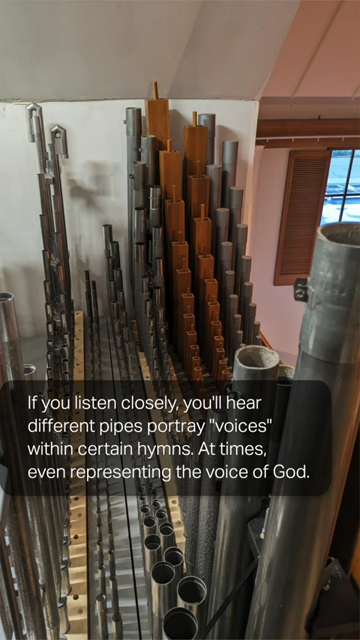 If you listen closely, you'll hear
different pipes portray "voices"
within certain hymns. At times,
even representing the voice of God.